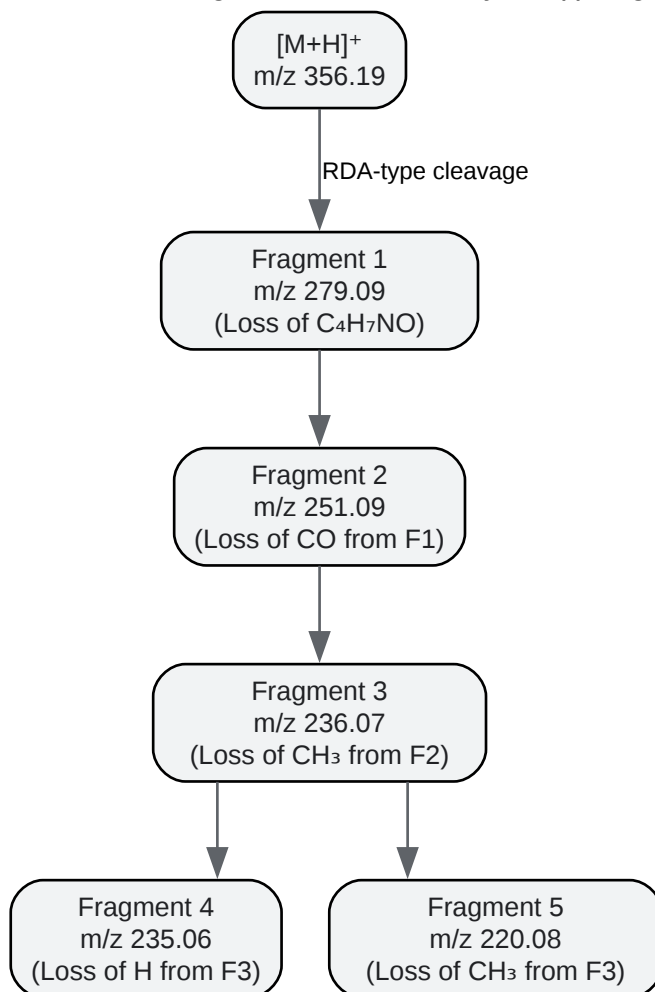 [M+H]⁺
m/z 356.19
RDA-type cleavage
Fragment 1
m/z 279.09
(Loss of C₄H₇NO)
Fragment 2
m/z 251.09
(Loss of CO from F1)
Fragment 3
m/z 236.07
(Loss of CH₃ from F2)
Fragment 4
m/z 235.06
(Loss of H from F3)
Fragment 5
m/z 220.08
(Loss of CH₃ from F3)